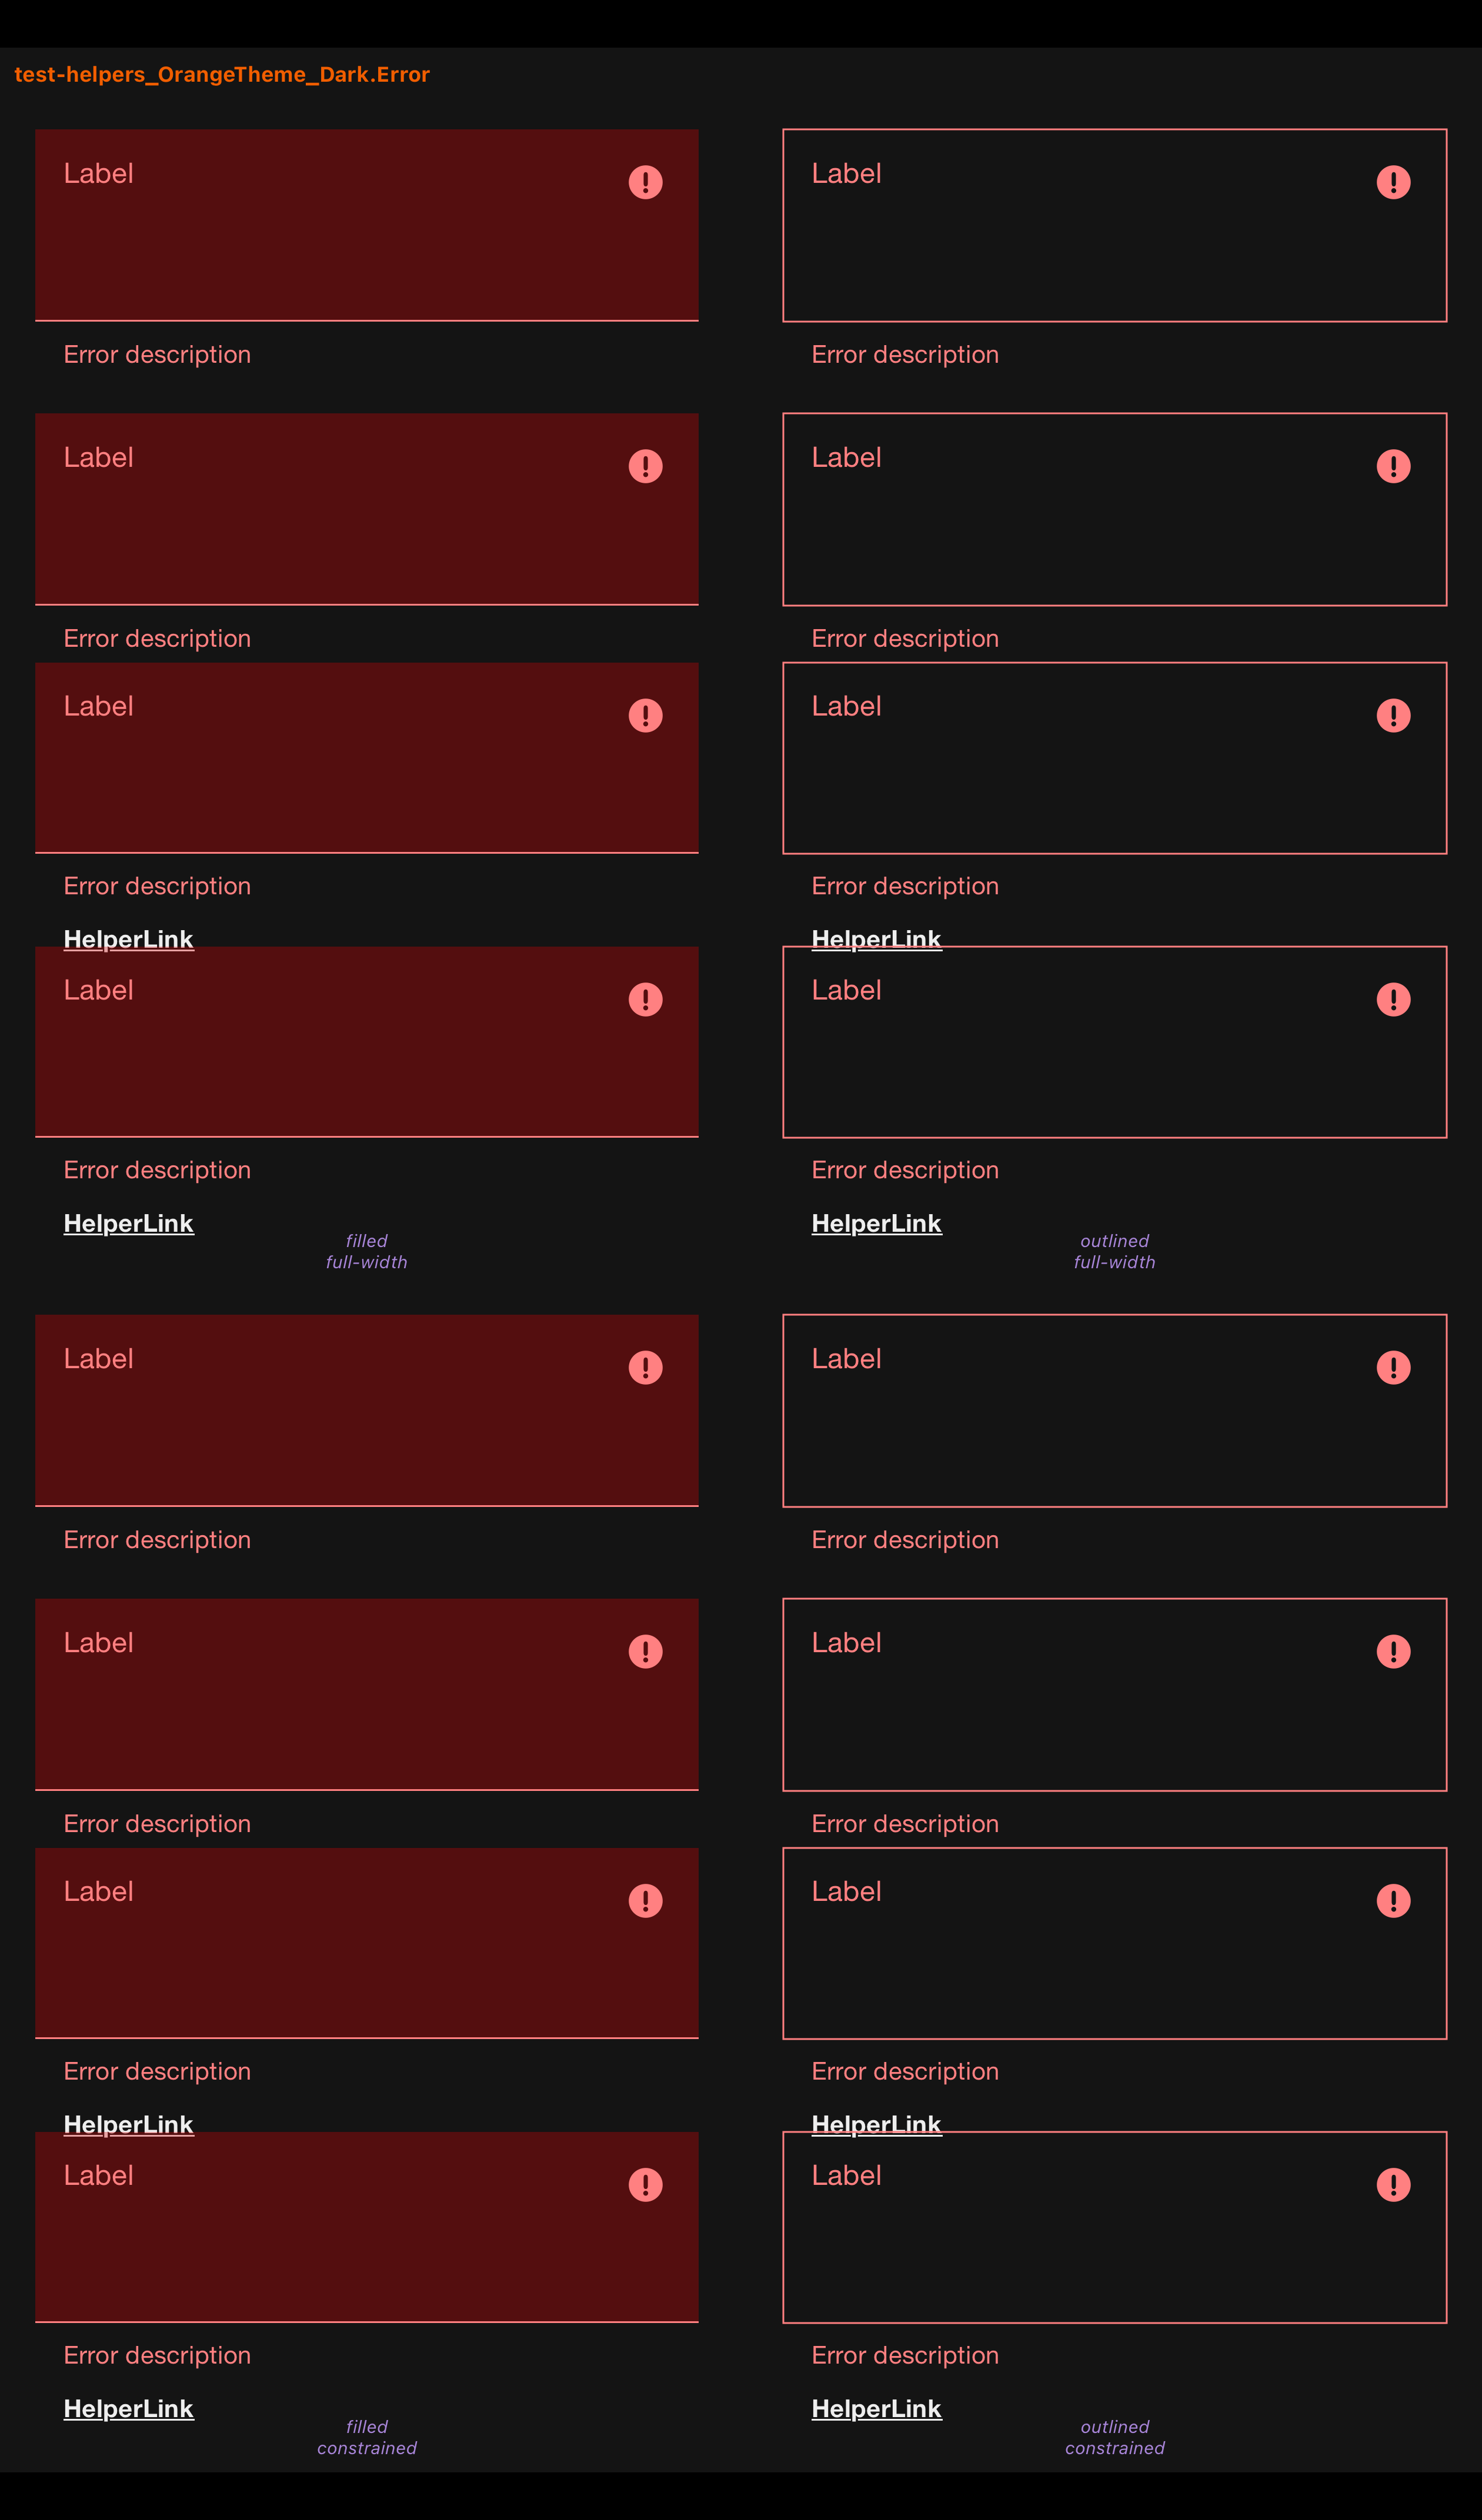 test-helpers_OrangeTheme_Dark.Error
Label
Label
Error description
Error description
Label
Label
Error description
Error description
Label
Label
Error description
Error description
HelperLink
HelperLink
Label
Label
Error description
Error description
HelperLink
HelperLink
filled
full-width
outlined
full-width
Label
Label
Error description
Error description
Label
Label
Error description
Error description
Label
Label
Error description
Error description
HelperLink
HelperLink
Label
Label
Error description
Error description
HelperLink
HelperLink
filled
constrained
outlined
constrained